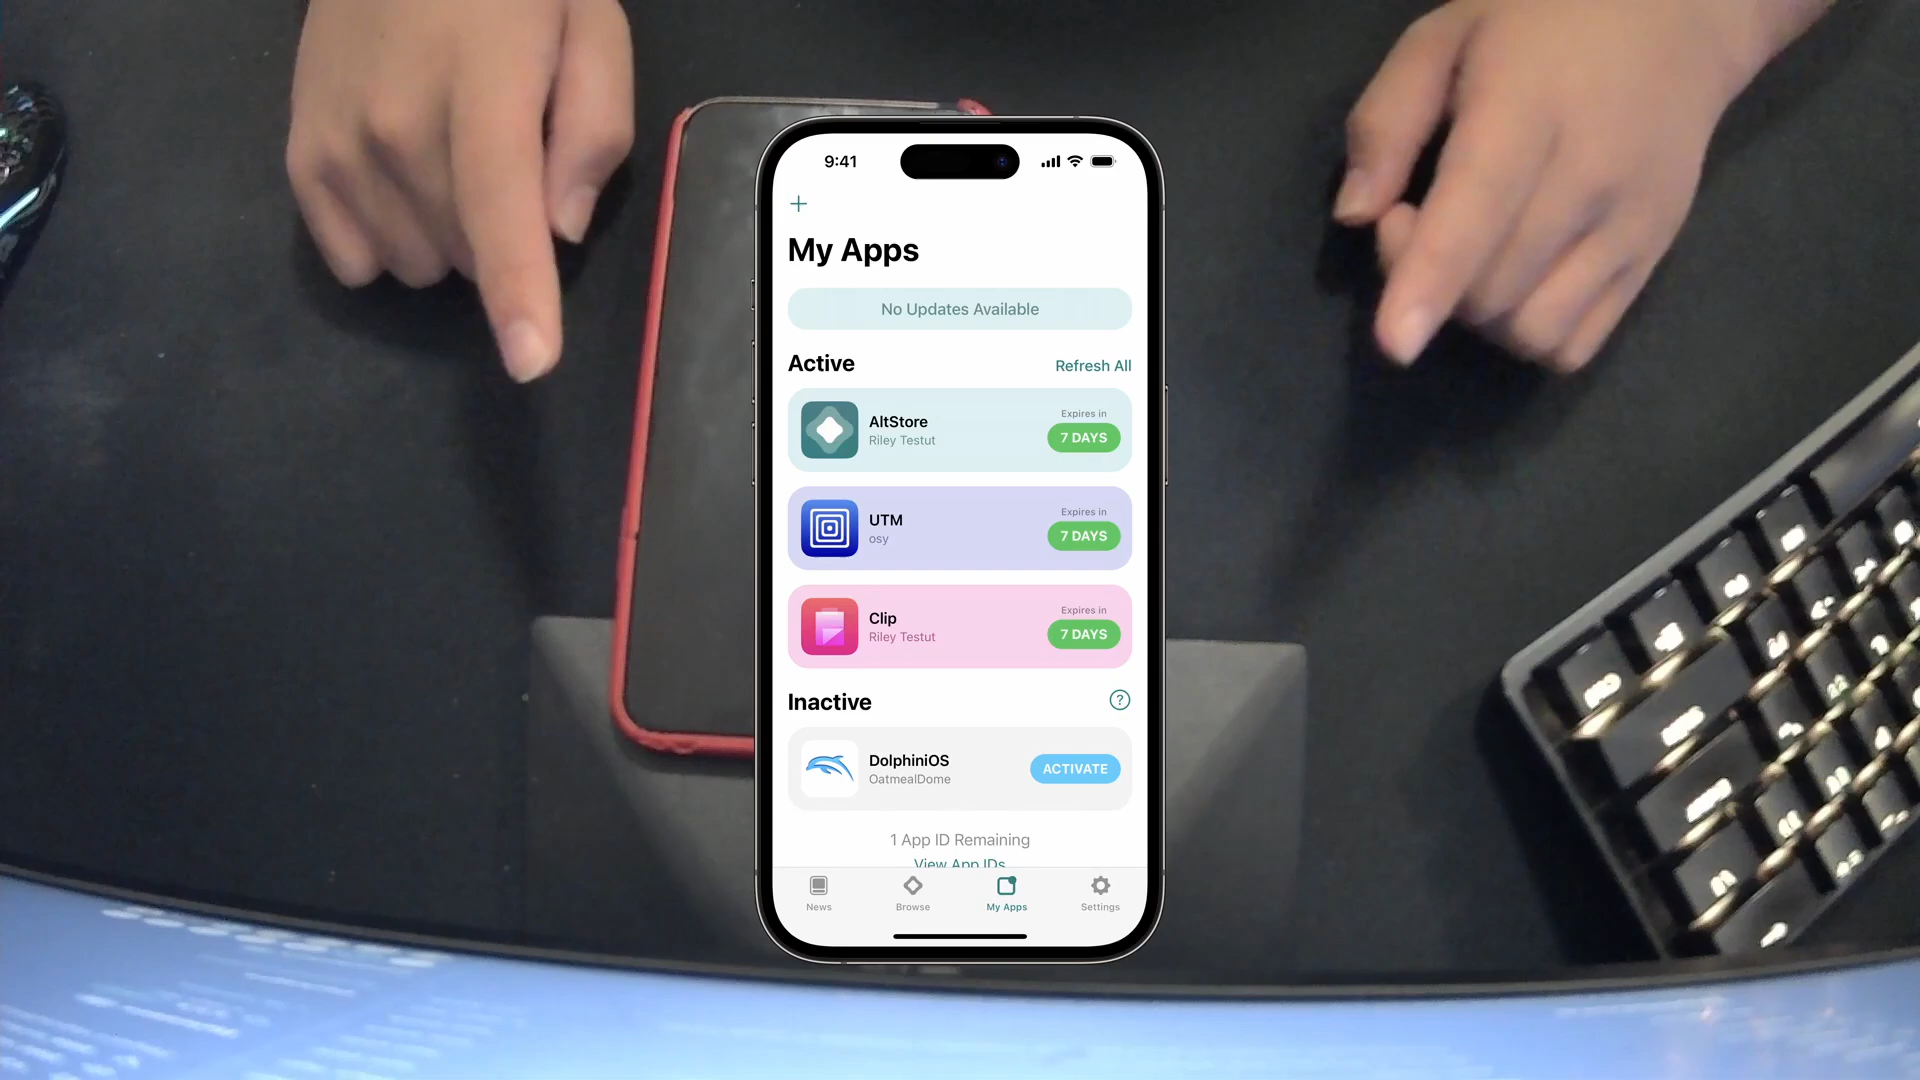 9:41
+
My Apps
No Updates Available
Active
Refresh All
AltStore
Riley Testut
Expires in
7 DAYS
UTM
osy
Expires in
7 DAYS
Clip
Riley Testut
Expires in
7 DAYS
Inactive
?
DolphiniOS
OatmealDome
ACTIVATE
1 App ID Remaining
View App IDs
News
Browse
My Apps
Settings